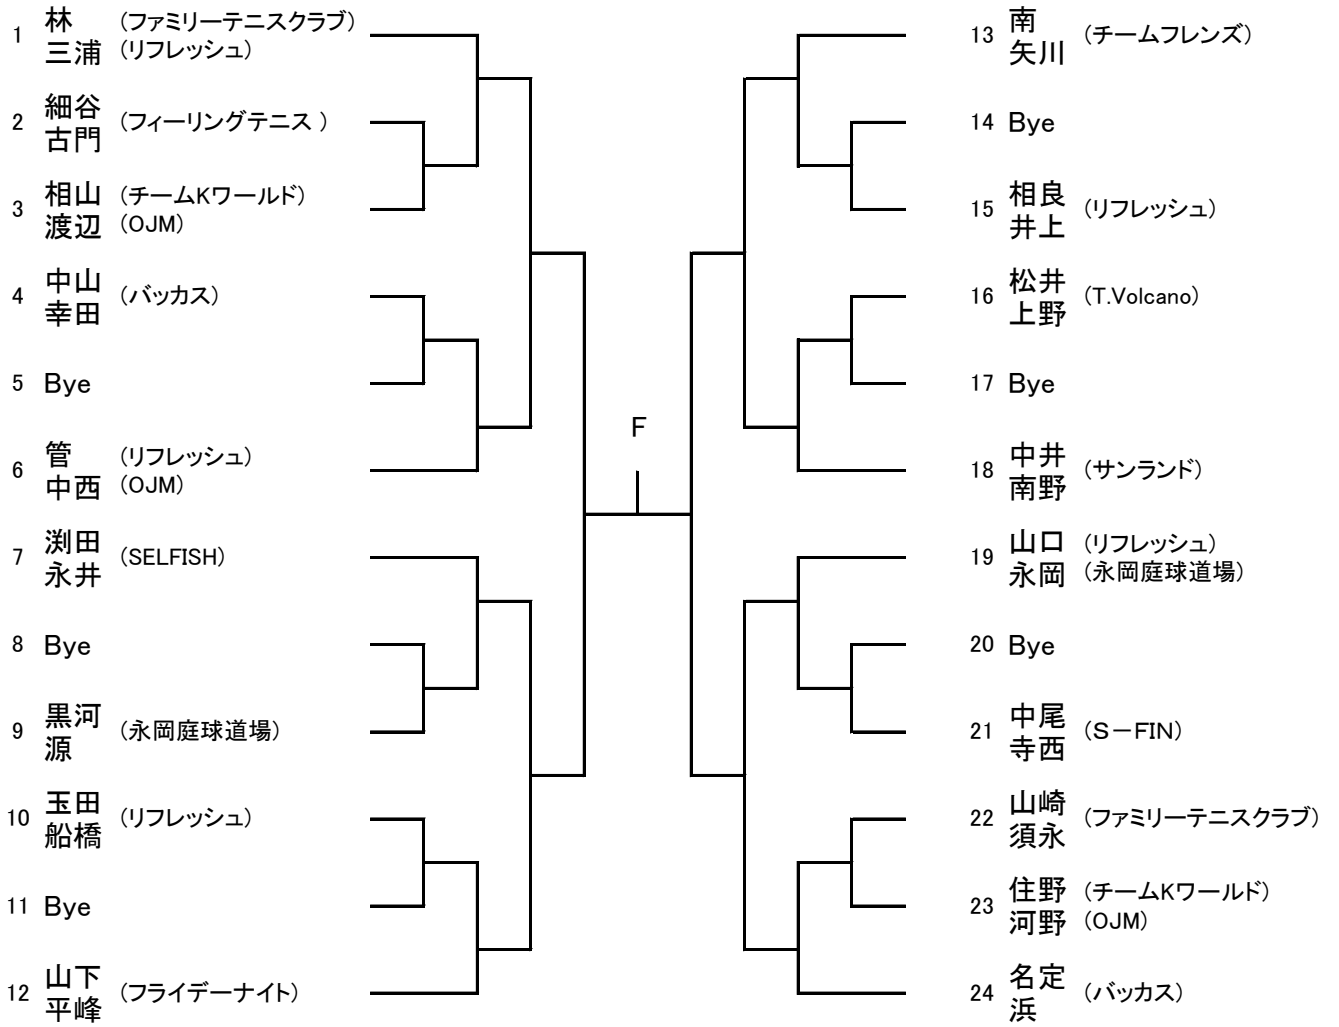 1 林 (ファミリーテニスクラブ)
三浦 (リフレッシュ)
2 細谷 (フィーリングテニス )
古門
3 相山 (チームKワールド)
渡辺 (OJM)
4 中山 (バッカス)
幸田
5 Bye
6 管 (リフレッシュ)
中西 (OJM)
7 渕田 (SELFISH)
永井
8 Bye
9 黒河 (永岡庭球道場)
源
10 玉田 (リフレッシュ)
船橋
11 Bye
12 山下 (フライデーナイト)
平峰
F
13 南 (チームフレンズ)
矢川
14 Bye
15 相良 (リフレッシュ)
井上
16 松井 (T.Volcano)
上野
17 Bye
18 中井 (サンランド)
南野
19 山口 (リフレッシュ)
永岡 (永岡庭球道場)
20 Bye
21 中尾 (S-FIN)
寺西
22 山崎 (ファミリーテニスクラブ)
須永
23 住野 (チームKワールド)
河野 (OJM)
24 名定 (バッカス)
浜